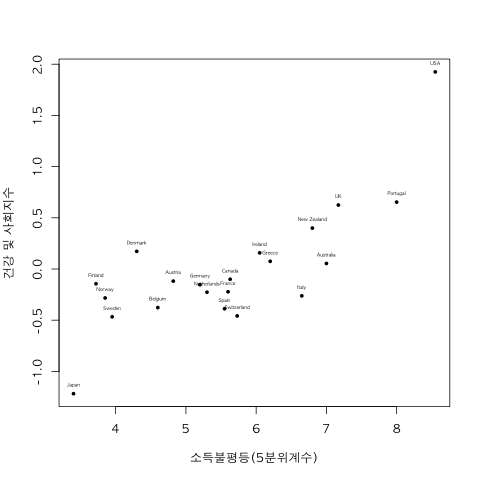 2.0
1.5
1.0
0.5
0.0
-0.5
-1.0
건강 및 사회지수
USA
UK
Portugal
New Zealand
Denmark
Ireland
Greece
Australia
Finland
Norway
Sweden
Austria
Belgium
Germany
Netherlands
France
Canada
Spain
Switzerland
Italy
Japan
4 5 6 7 8
소득불평등(5분위계수)